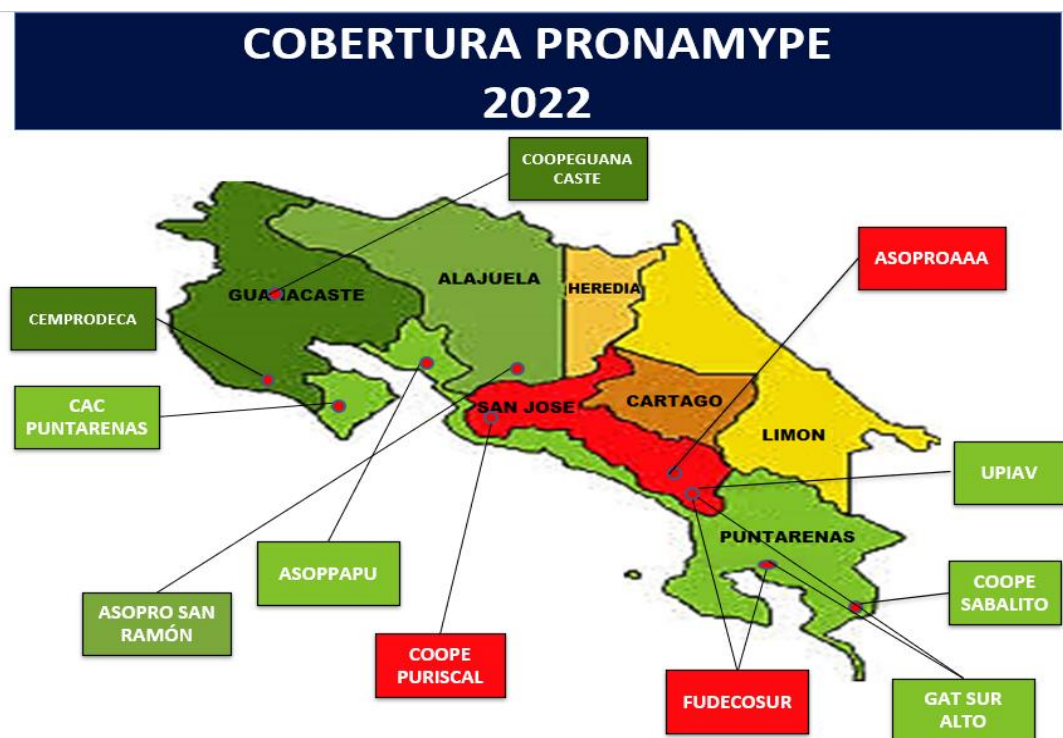 COBERTURA PRONAMYPE
2022
COOPEGUANA
CASTE
ASOPROAAA
ALAJUELA
HEREDIA
GUANACASTE
CEMPRODECA
CAC
PUNTARENAS
SAN JOSE
CARTAGO
LIMON
UPIAV
PUNTARENAS
ASOPPAPU
COOPE
SABALITO
ASOPRO SAN
RAMÓN
COOPE
PURISCAL
FUDECOSUR
GAT SUR
ALTO